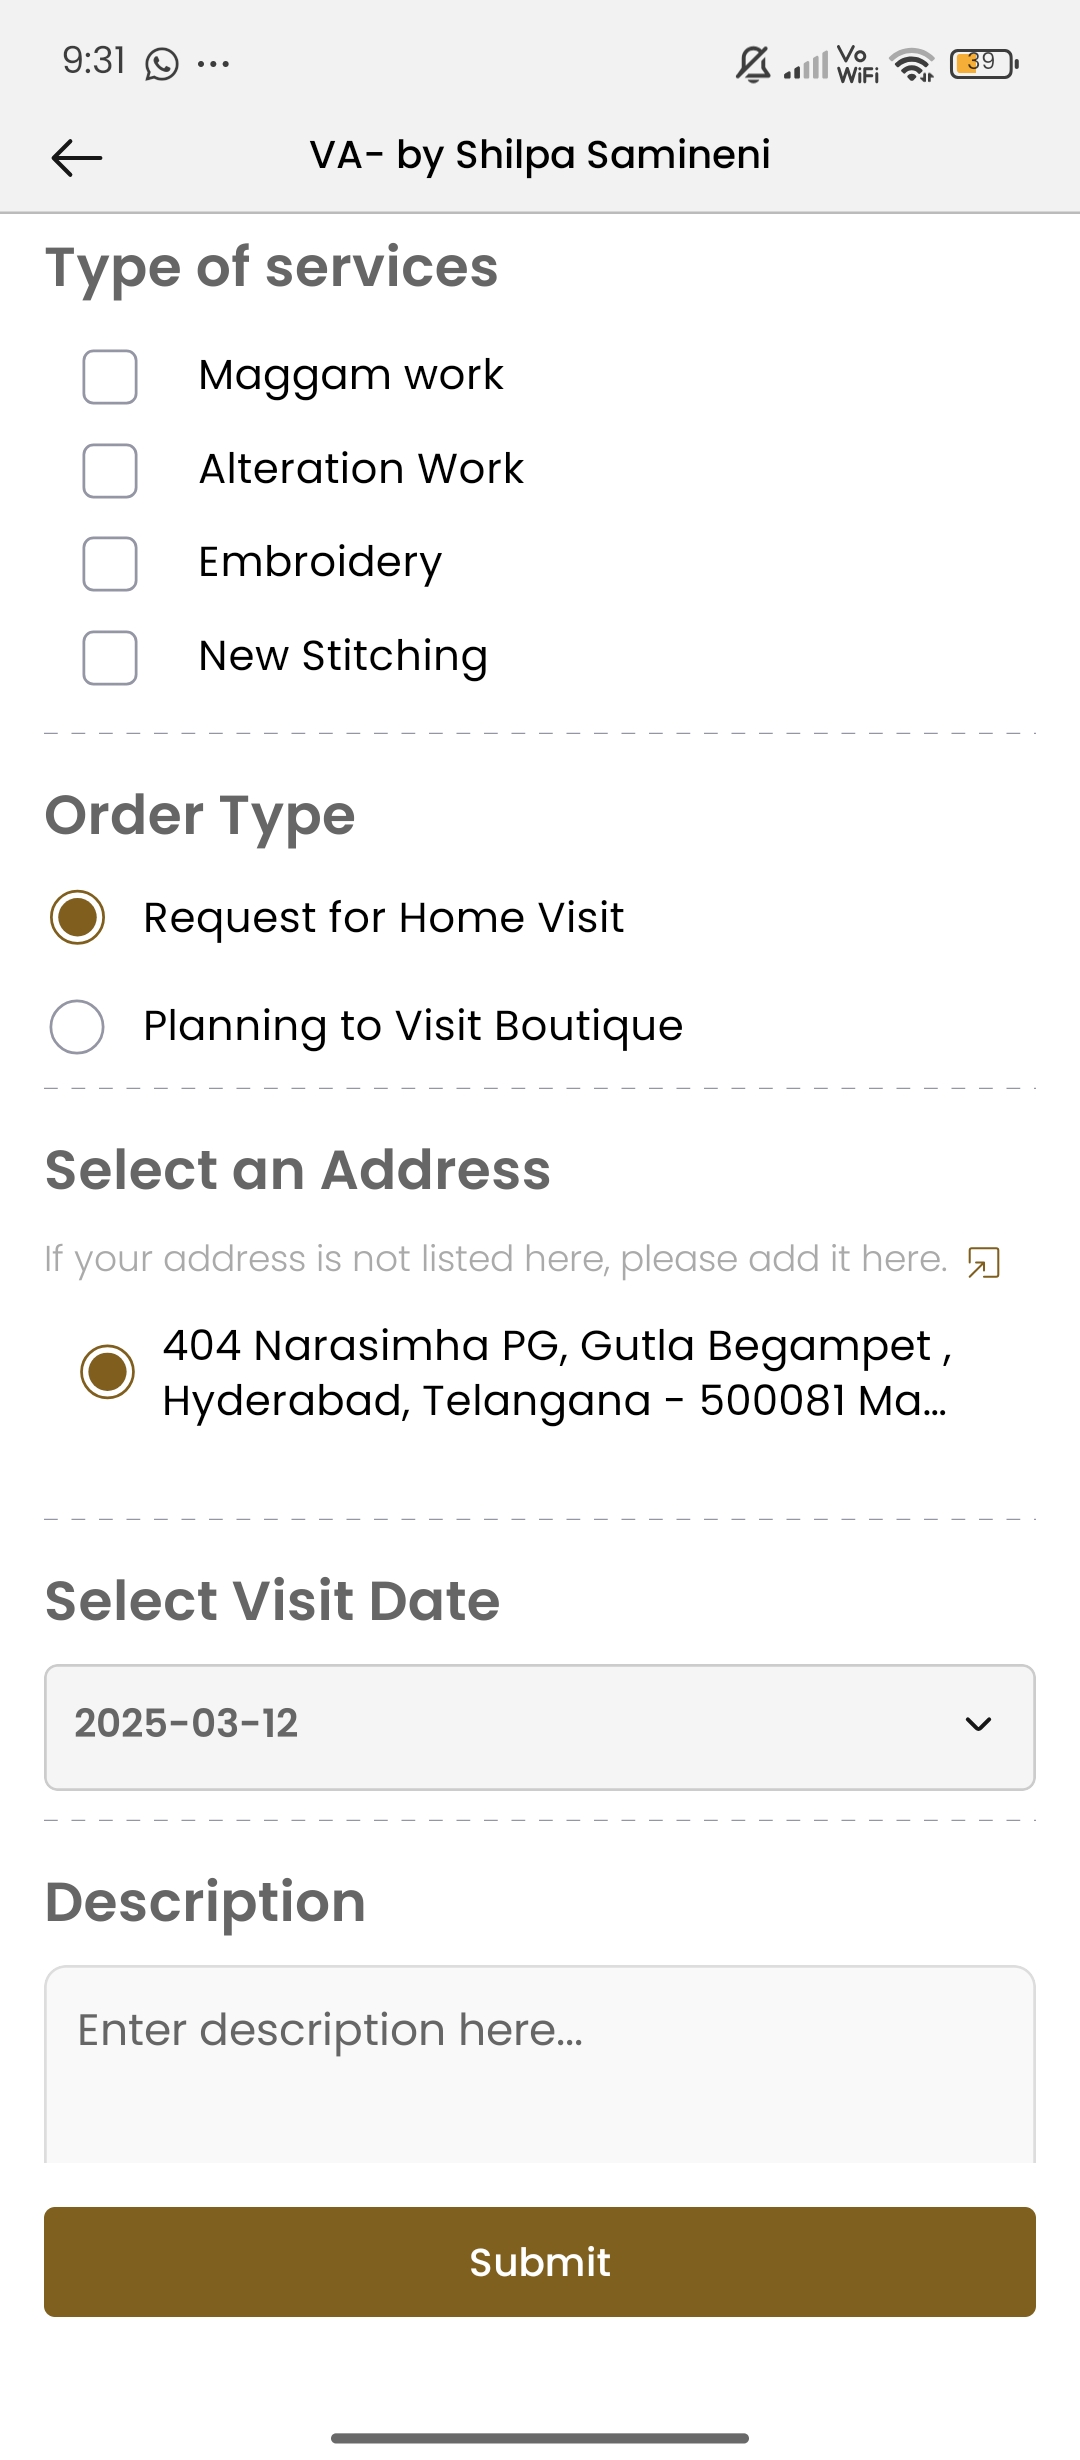 9:31 ... Vo WiFi 39
VA- by Shilpa Samineni
Type of services
Maggam work
Alteration Work
Embroidery
New Stitching
Order Type
Request for Home Visit
Planning to Visit Boutique
Select an Address
If your address is not listed here, please add it here.
404 Narasimha PG, Gutla Begampet ,
Hyderabad, Telangana - 500081 Ma...
Select Visit Date
2025-03-12
Description
Enter description here...
Submit